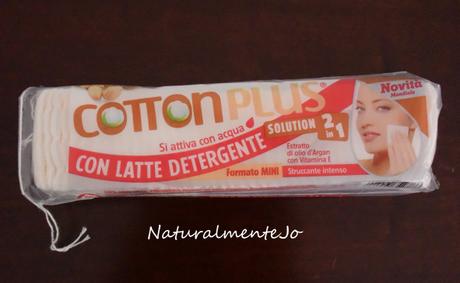 Novità
Mondiale
COTTON PLUS
Si attiva con acqua
SOLUTION 2 in 1
CON LATTE DETERGENTE
Estratto
di olio d'Argan
con Vitamina E
Formato MINI
Struccante intenso
NaturalmenteJo